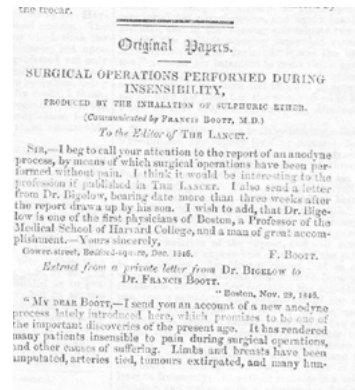 the trocar.
Original Papers.
SURGICAL OPERATIONS PERFORMED DURING
INSENSIBILITY,
PRODUCED BY THE INHALATION OF SULPHURIC ETHER.
(Communicated by FRANCIS BOOTT, M.D.)
To the Editor of THE LANCET.
SIR,—I beg to call your attention to the report of an anodyne
process, by means of which surgical operations have been per-
formed without pain. I think it would be interesting to the
profession if published in THE LANCET. I also send a letter
from Dr. Bigelow, bearing date more than three weeks after
the report drawn up by his son. I wish to add, that Dr. Bige-
low is one of the first physicians of Boston, a Professor of the
Medical School of Harvard College, and a man of great accom-
plishment.—Yours sincerely,
Gower-street, Bedford-square, Dec. 1846. F. BOOTT.
Extract from a private letter from DR. BIGELOW to
DR. FRANCIS BOOTT.
"Boston, Nov. 28, 1846.
"MY DEAR BOOTT,—I send you an account of a new anodyne
process lately introduced here, which promises to be one of
the important discoveries of the present age. It has rendered
many patients insensible to pain during surgical operations,
and other causes of suffering. Limbs and breasts have been
amputated, arteries tied, tumours extirpated, and many hun-